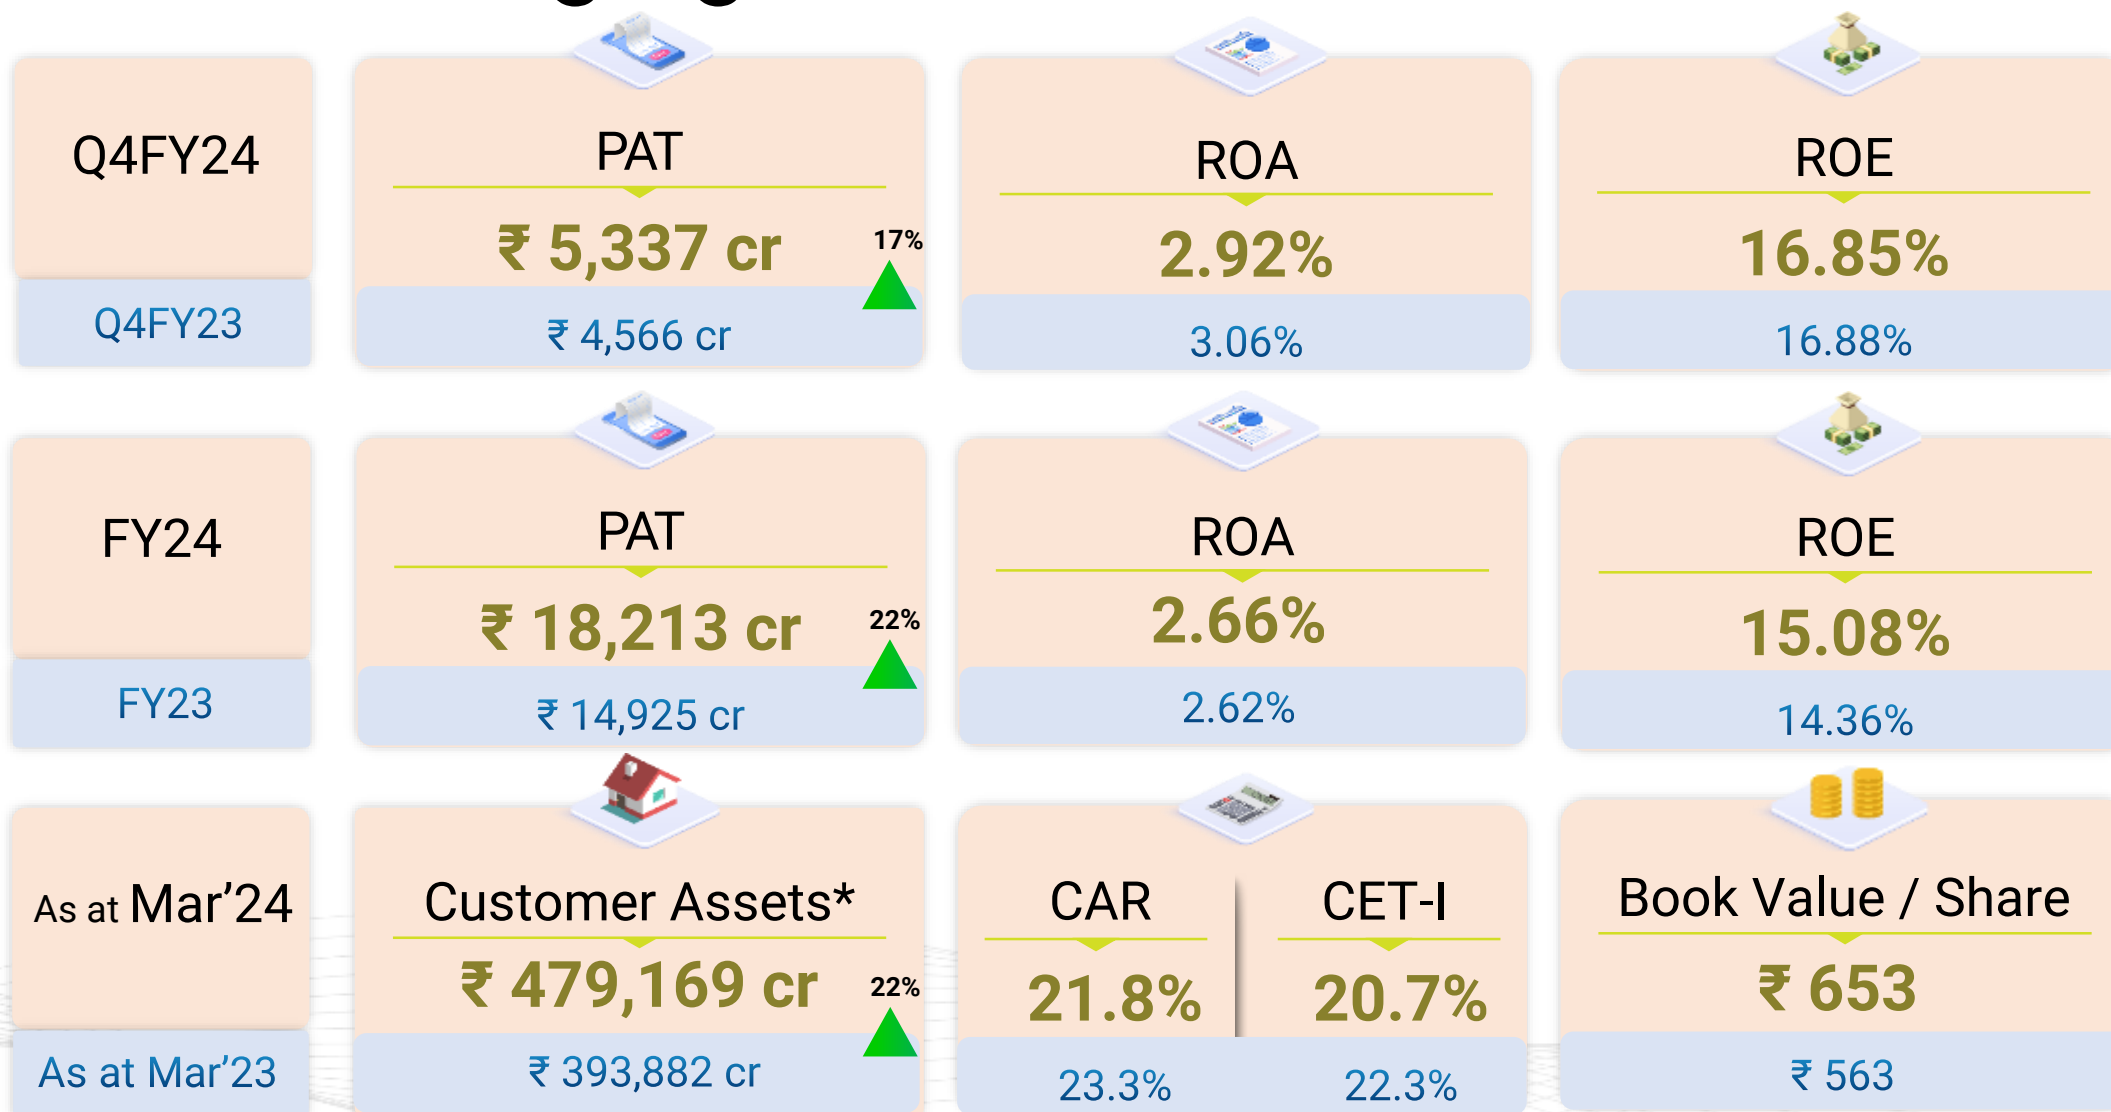 Q4FY24
Q4FY23
PAT
₹ 5,337 cr
17%
₹ 4,566 cr
ROA
2.92%
3.06%
ROE
16.85%
16.88%
FY24
FY23
PAT
₹ 18,213 cr
22%
₹ 14,925 cr
ROA
2.66%
2.62%
ROE
15.08%
14.36%
As at Mar’24
As at Mar’23
Customer Assets*
₹ 479,169 cr
22%
₹ 393,882 cr
CAR
21.8%
23.3%
CET-I
20.7%
22.3%
Book Value / Share
₹ 653
₹ 563